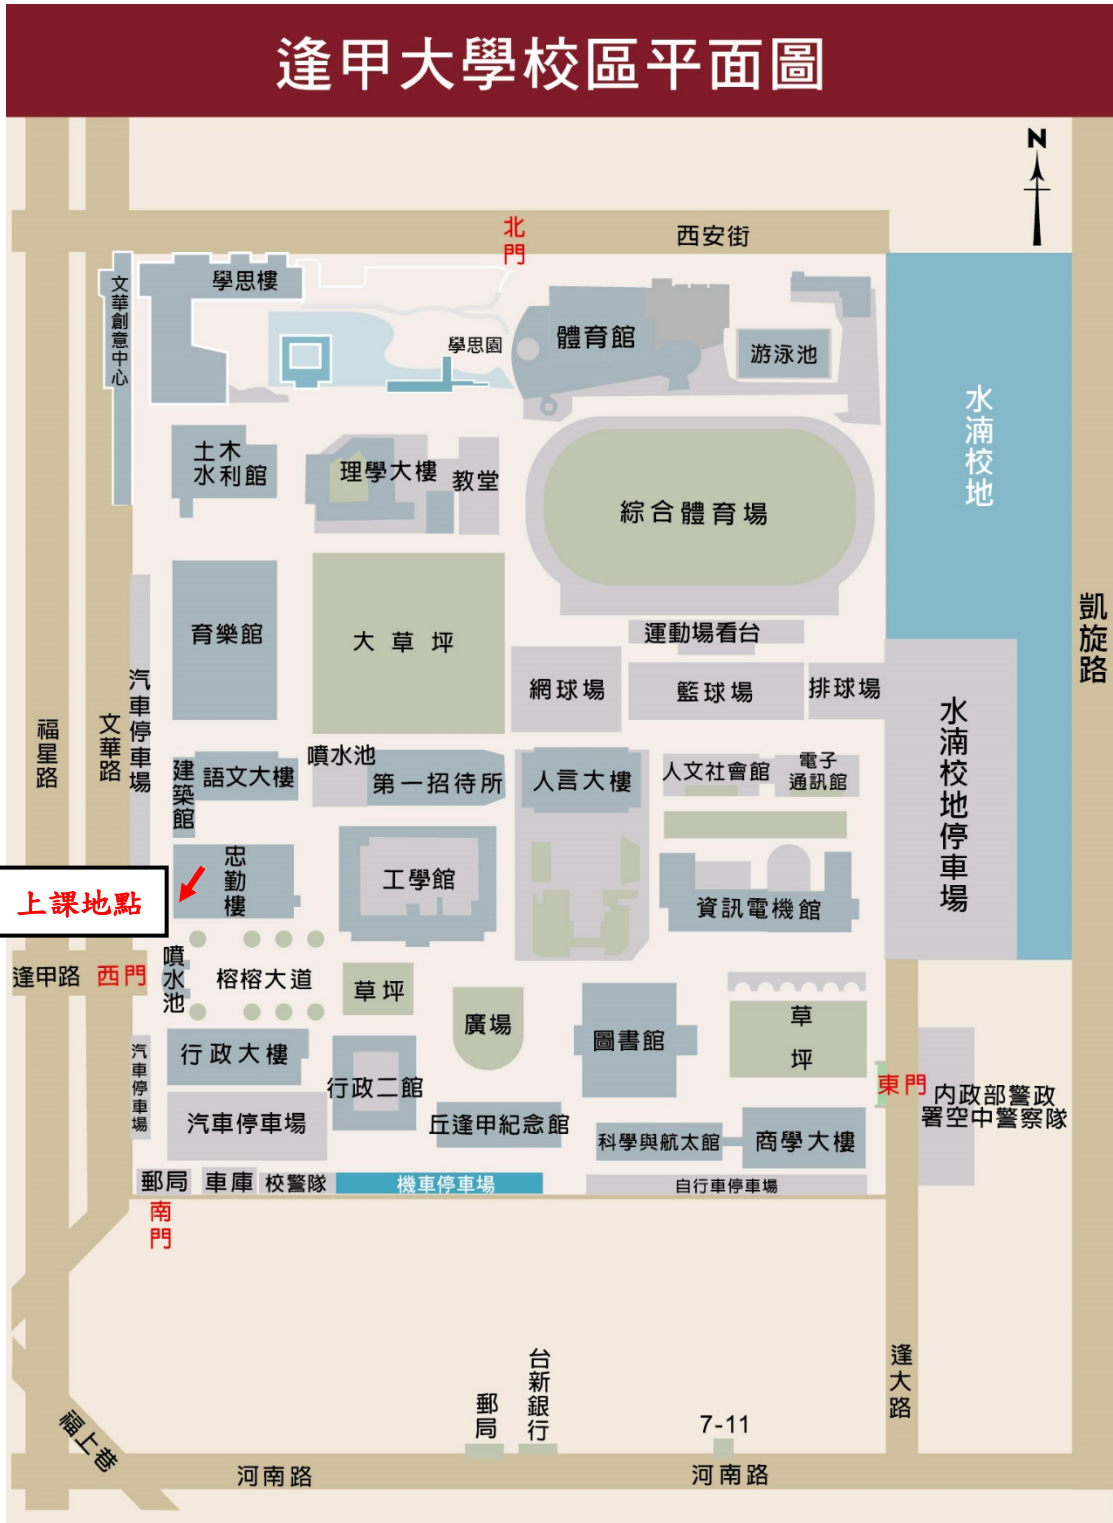 逢甲大學校區平面圖
N
北
門
西安街
文華創意中心
學思樓
學思園
體育館
游泳池
水湳校地
土木
水利館
理學大樓
教堂
綜合體育場
育樂館
大草坪
運動場看台
網球場
籃球場
排球場
凱旋路
福星路
文華路
汽車停車場
水湳校地停車場
建築館
語文大樓
噴水池
第一招待所
人言大樓
人文社會館
電子
通訊館
忠勤樓
工學館
資訊電機館
上課地點
逢甲路
西門
噴水池
榕榕大道
草坪
廣場
圖書館
草
坪
汽車停車場
行政大樓
行政二館
東門
內政部警政
署空中警察隊
汽車停車場
丘逢甲紀念館
科學與航太館
商學大樓
郵局
車庫
校警隊
機車停車場
自行車停車場
南
門
逢大路
福上巷
郵局
台新銀行
7-11
河南路
河南路